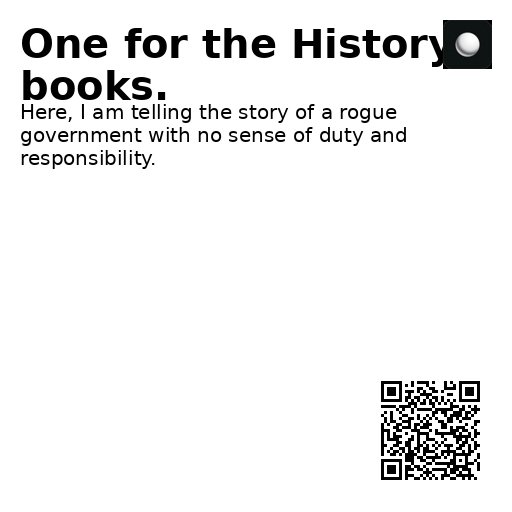 One for the History
books.
Here, I am telling the story of a rogue
government with no sense of duty and
responsibility.